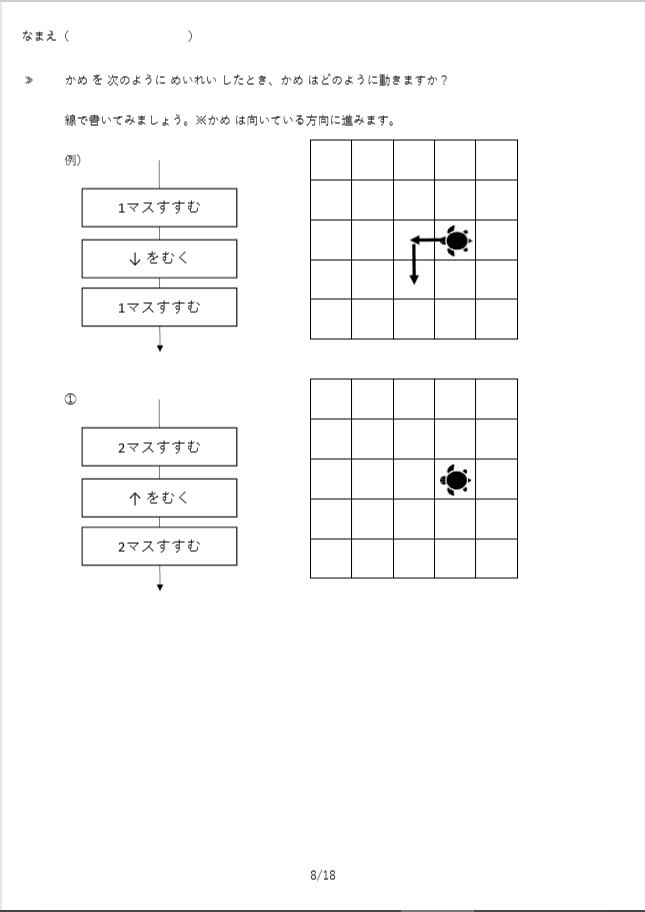 なまえ（　　　　　　　　　　）
≫　かめ を 次のように めいれい したとき、かめ はどのように動きますか？
線で書いてみましょう。※かめ は向いている方向に進みます。
例）
1マスすすむ
↓をむく
1マスすすむ
①
2マスすすむ
↑をむく
2マスすすむ
8/18